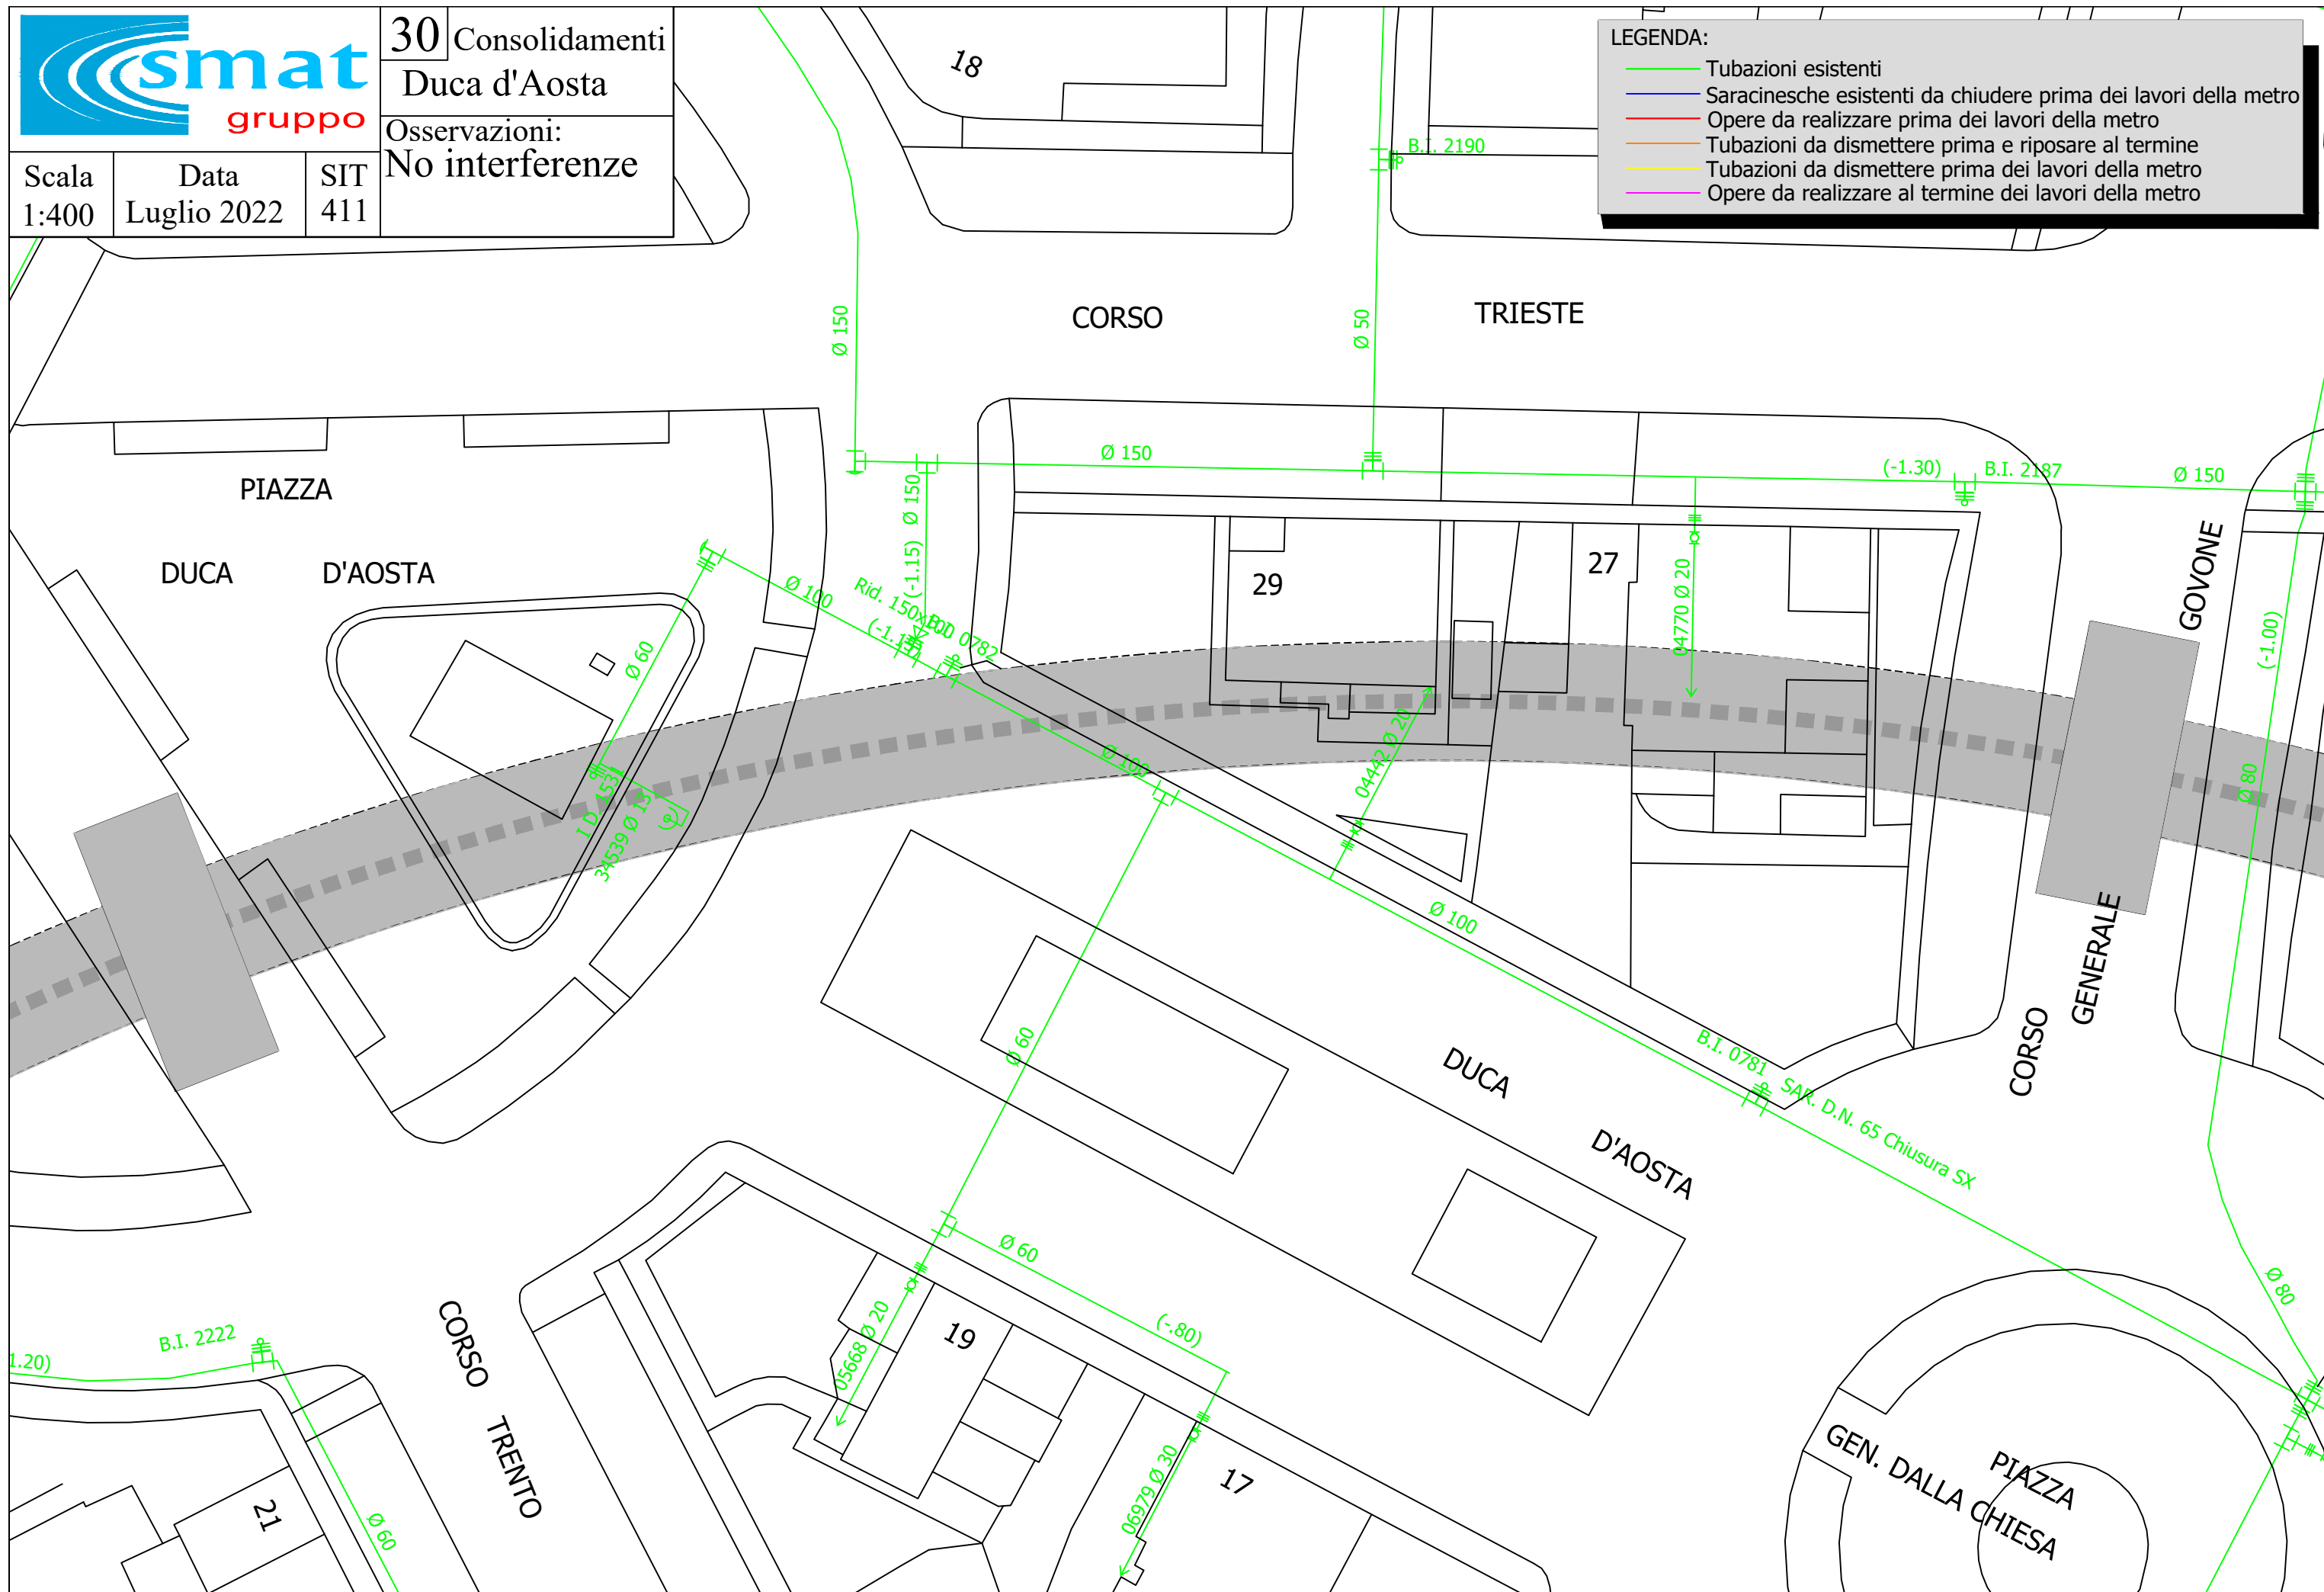 smat
gruppo
30 Consolidamenti
Duca d'Aosta
Osservazioni:
No interferenze
Scala
1:400
Data
Luglio 2022
SIT
411
LEGENDA:
Tubazioni esistenti
Saracinesche esistenti da chiudere prima dei lavori della metro
Opere da realizzare prima dei lavori della metro
Tubazioni da dismettere prima e riposare al termine
Tubazioni da dismettere prima dei lavori della metro
Opere da realizzare al termine dei lavori della metro
18
B.I. 2190
Ø 150
CORSO
Ø 50
TRIESTE
PIAZZA
DUCA D'AOSTA
Ø 150
(-1.30)
B.I. 2187
Ø 150
(-1.15) Ø 150
Ø 100
Rid. 150x100
B.I. 0782
Ø 60
29
27
04770 Ø 20
GOVONE
(-1.00)
Ø 80
I.D. 1531
34539 Ø 13
Ø 100
04442 Ø 20
Ø 100
GENERALE
CORSO
Ø 60
DUCA
D'AOSTA
B.I. 0781 SAR. D.N. 65 Chiusura SX
Ø 60
(-.80)
Ø 80
B.I. 2222
1.20)
CORSO
TRENTO
05668 Ø 20
19
06979 Ø 30
17
21
Ø 60
PIAZZA
GEN. DALLA CHIESA